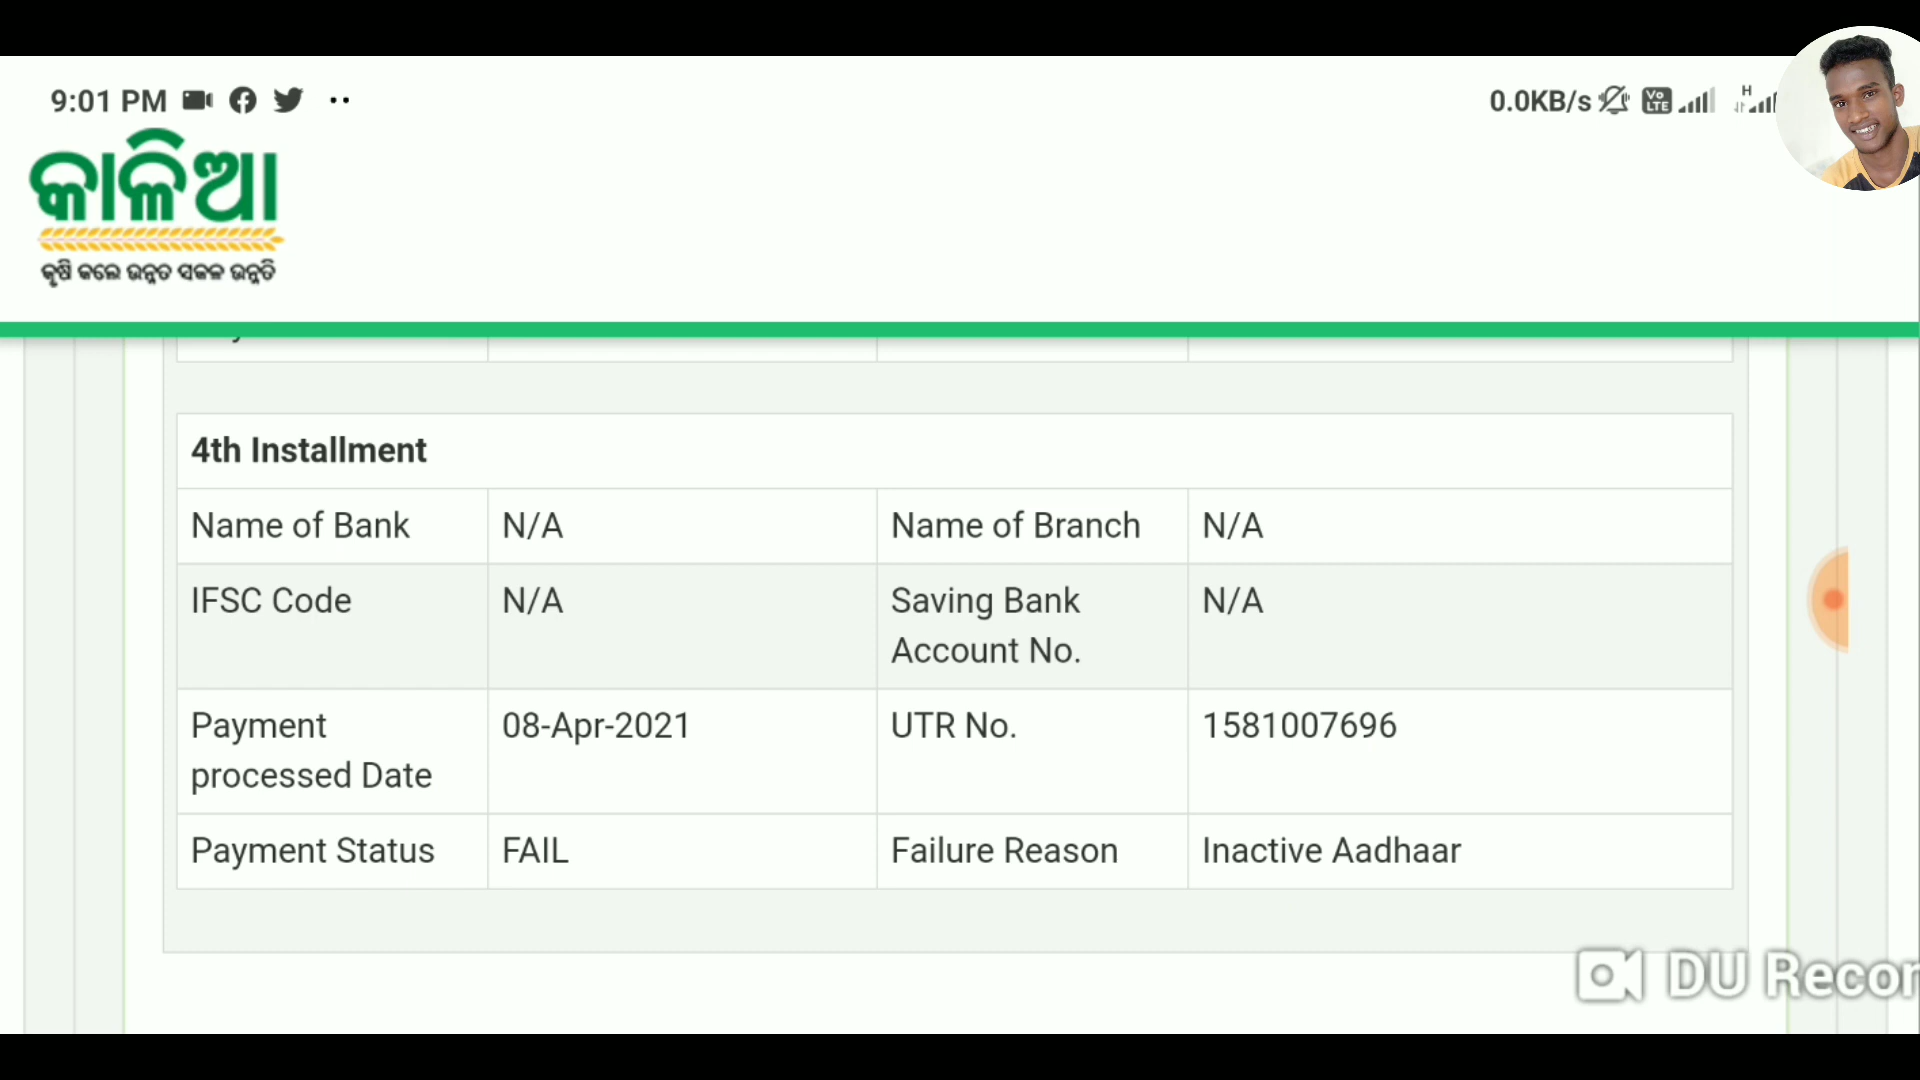 9:01 PM
0.0KB/s
Vo
LTE
H
କାଳିଆ
କୃଷି କଲେ ଉନ୍ନତ ସକଳ ଉନ୍ନତି
4th Installment
Name of Bank N/A Name of Branch N/A
IFSC Code N/A Saving Bank N/A
Account No.
Payment 08-Apr-2021 UTR No. 1581007696
processed Date
Payment Status FAIL Failure Reason Inactive Aadhaar
DU Recor